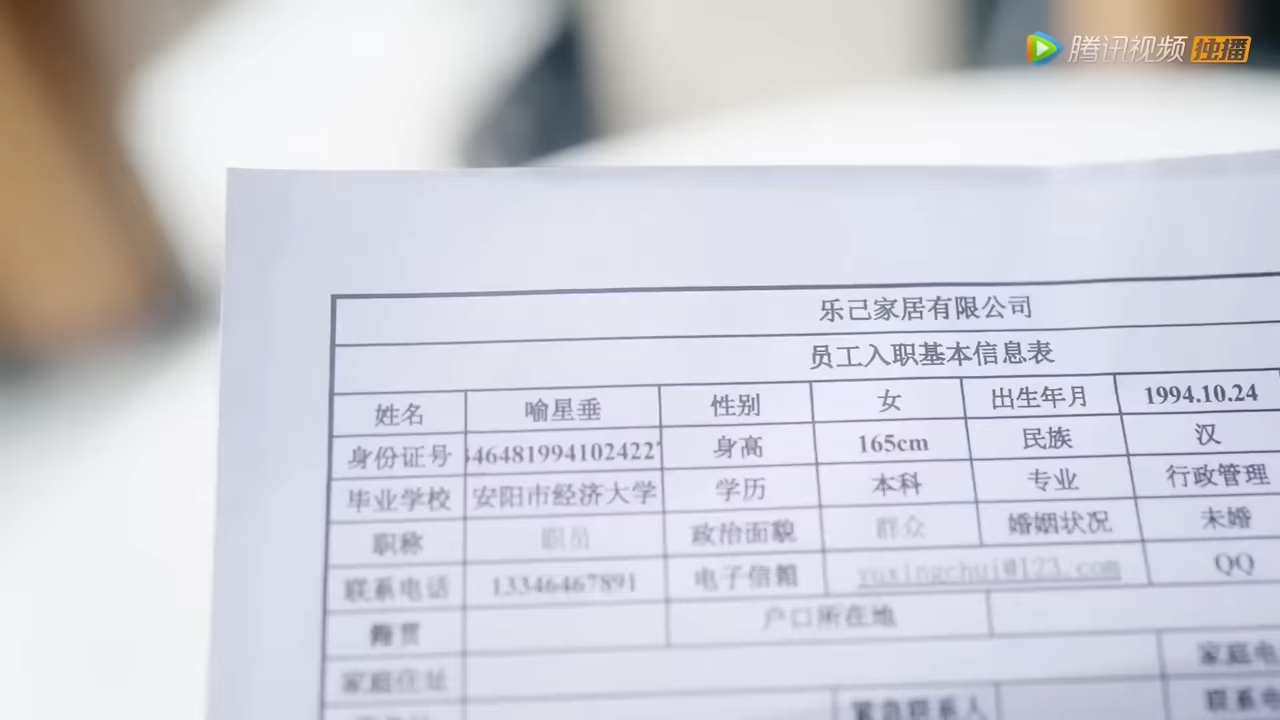 腾讯视频 独播
乐己家居有限公司
员工入职基本信息表
姓名 喻星垂 性别 女 出生年月 1994.10.24
身份证号 46481994102422 身高 165cm 民族 汉
毕业学校 安阳市经济大学 学历 本科 专业 行政管理
职称 职员 政治面貌 群众 婚姻状况 未婚
联系电话 13346467891 电子信箱 yuxingchui@123.com QQ
籍贯 户口所在地
家庭住址 家庭电
紧急联系人 联系电